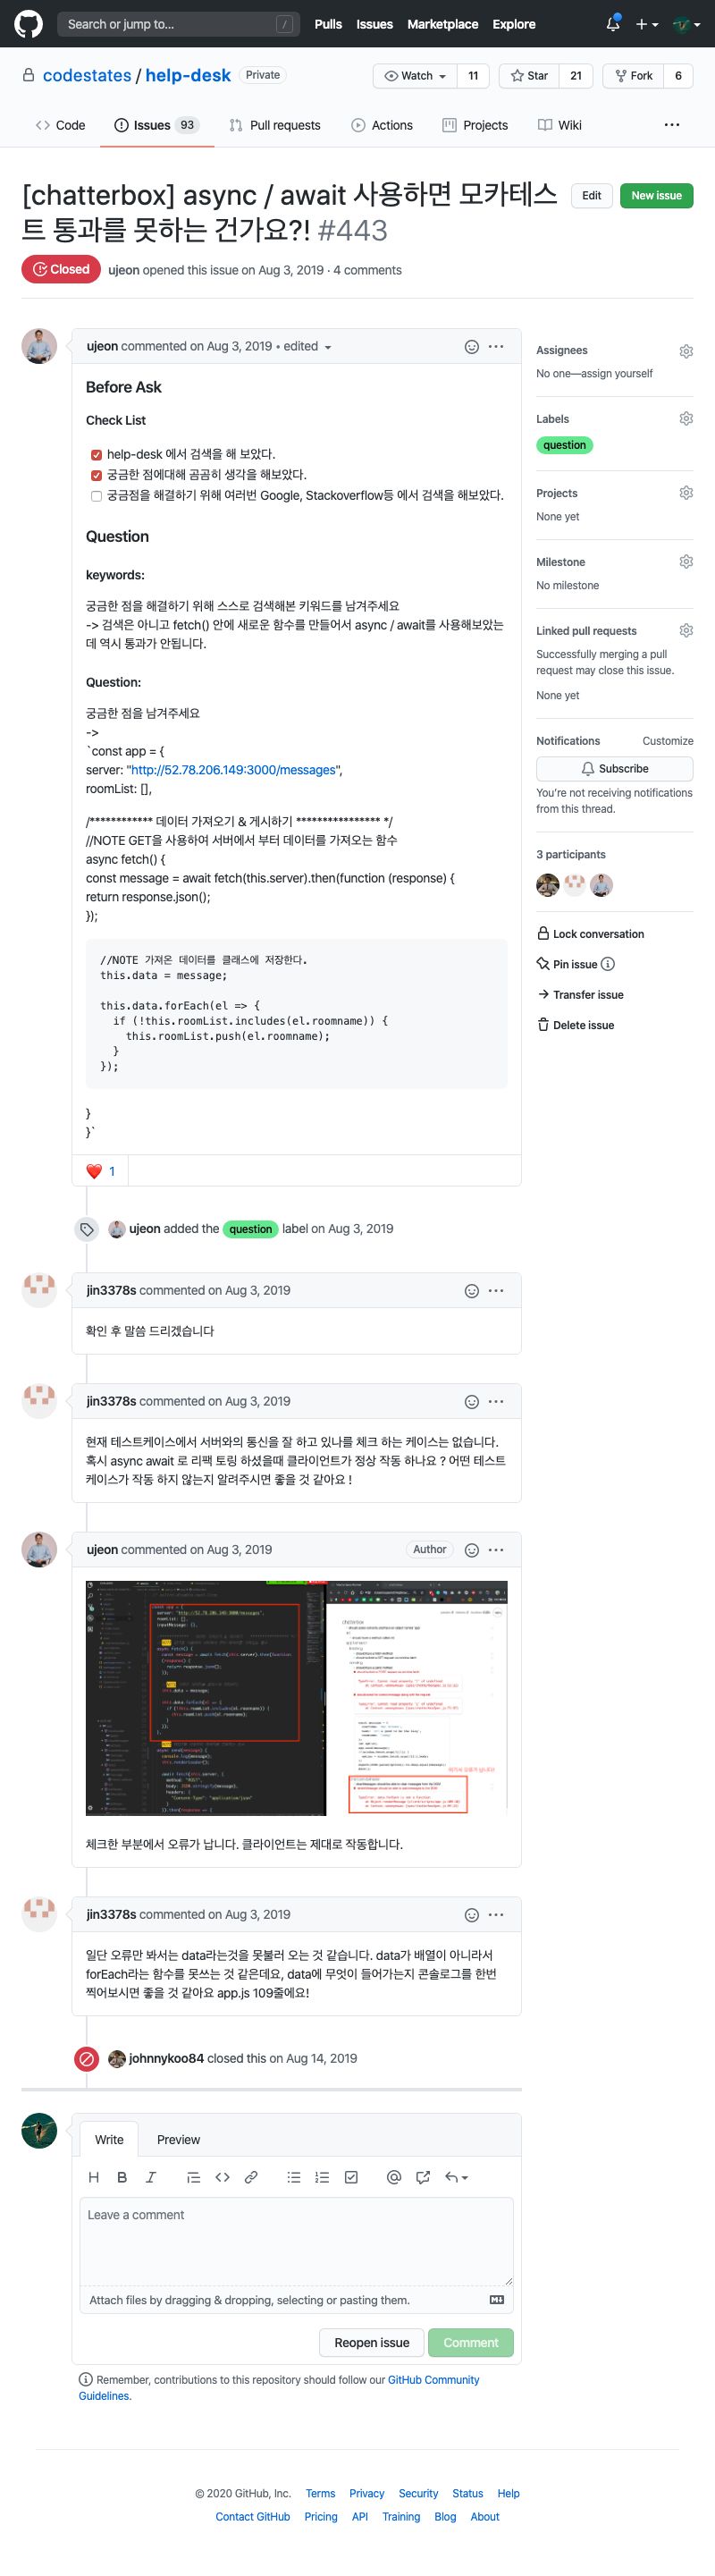 Search or jump to...
/
Pulls Issues Marketplace Explore
codestates / help-desk Private
Watch 11 Star 21 Fork 6
Code Issues 93 Pull requests Actions Projects Wiki
[chatterbox] async / await 사용하면 모카테스
트 통과를 못하는 건가요?! #443
Edit New issue
Closed ujeon opened this issue on Aug 3, 2019 · 4 comments
ujeon commented on Aug 3, 2019 • edited
Before Ask
Check List
help-desk 에서 검색을 해 보았다.
궁금한 점에대해 곰곰히 생각을 해보았다.
궁금점을 해결하기 위해 여러번 Google, Stackoverflow등 에서 검색을 해보았다.
Question
keywords:
궁금한 점을 해결하기 위해 스스로 검색해본 키워드를 남겨주세요
-> 검색은 아니고 fetch() 안에 새로운 함수를 만들어서 async / await를 사용해보았는
데 역시 통과가 안됩니다.
Question:
궁금한 점을 남겨주세요
->
`const app = {
server: "http://52.78.206.149:3000/messages",
roomList: [],
/************ 데이터 가져오기 & 게시하기 **************** */
//NOTE GET을 사용하여 서버에서 부터 데이터를 가져오는 함수
async fetch() {
const message = await fetch(this.server).then(function (response) {
return response.json();
});
//NOTE 가져온 데이터를 클래스에 저장한다.
this.data = message;
this.data.forEach(el => {
if (!this.roomList.includes(el.roomname)) {
this.roomList.push(el.roomname);
}
});
}
}`
1
ujeon added the question label on Aug 3, 2019
jin3378s commented on Aug 3, 2019
확인 후 말씀 드리겠습니다
jin3378s commented on Aug 3, 2019
현재 테스트케이스에서 서버와의 통신을 잘 하고 있나를 체크 하는 케이스는 없습니다.
혹시 async await 로 리팩 토링 하셨을때 클라이언트가 정상 작동 하나요 ? 어떤 테스트
케이스가 작동 하지 않는지 알려주시면 좋을 것 같아요 !
ujeon commented on Aug 3, 2019 Author
체크한 부분에서 오류가 납니다. 클라이언트는 제대로 작동합니다.
jin3378s commented on Aug 3, 2019
일단 오류만 봐서는 data라는것을 못불러 오는 것 같습니다. data가 배열이 아니라서
forEach라는 함수를 못쓰는 것 같은데요, data에 무엇이 들어가는지 콘솔로그를 한번
찍어보시면 좋을 것 같아요 app.js 109줄에요!
johnnykoo84 closed this on Aug 14, 2019
Assignees
No one—assign yourself
Labels
question
Projects
None yet
Milestone
No milestone
Linked pull requests
Successfully merging a pull
request may close this issue.
None yet
Notifications Customize
Subscribe
You're not receiving notifications
from this thread.
3 participants
Lock conversation
Pin issue
Transfer issue
Delete issue
Write Preview
Leave a comment
Attach files by dragging & dropping, selecting or pasting them.
Reopen issue Comment
Remember, contributions to this repository should follow our GitHub Community
Guidelines.
© 2020 GitHub, Inc. Terms Privacy Security Status Help
Contact GitHub Pricing API Training Blog About